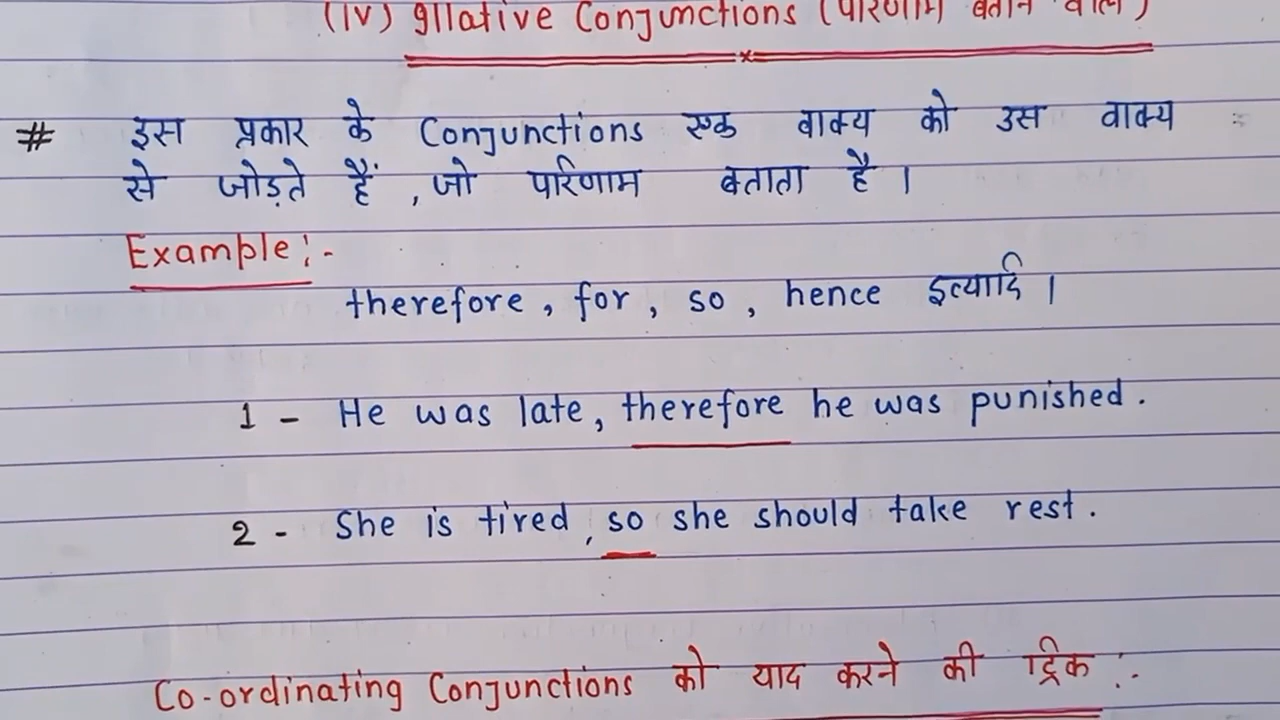 (iv) Illative Conjunctions (परिणाम बताने वाले)
# इस प्रकार के Conjunctions एक वाक्य को उस वाक्य
से जोड़ते हैं , जो परिणाम बताता है ।
Example :-
therefore , for , so , hence इत्यादि ।
1 - He was late, therefore he was punished.
2 - She is tired , so she should take rest .
Co-ordinating Conjunctions को याद करने की ट्रिक :-